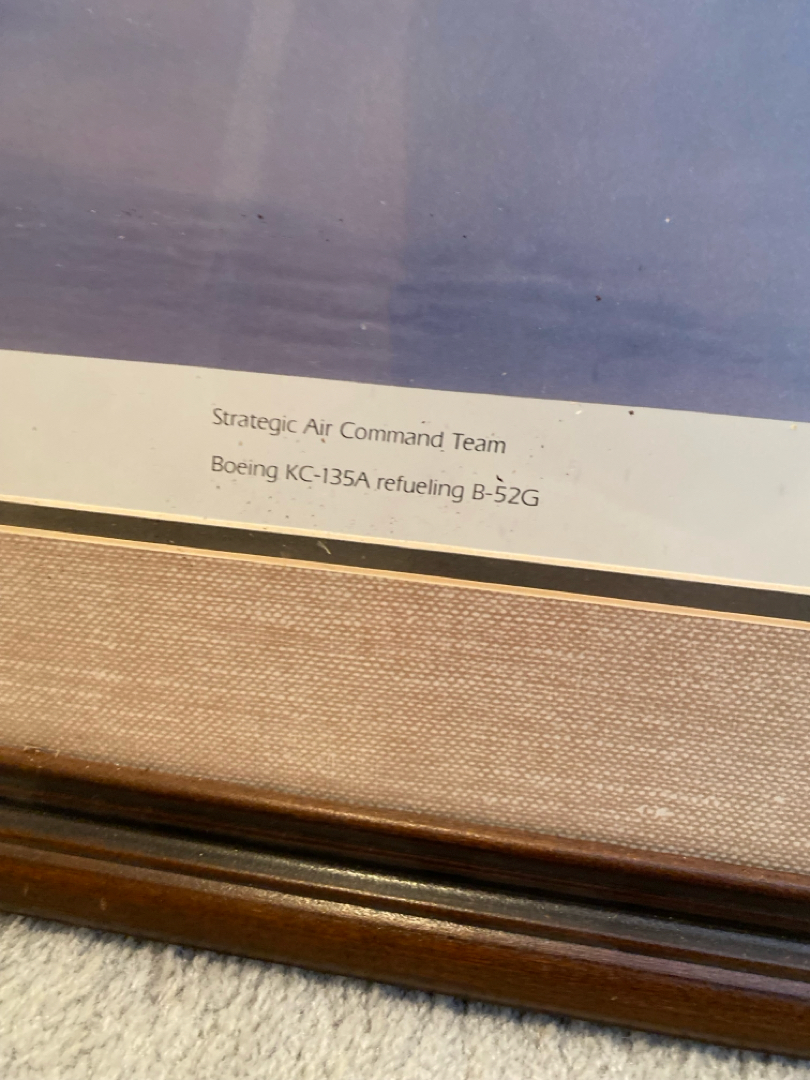 Strategic Air Command Team
Boeing KC-135A refueling B-52G